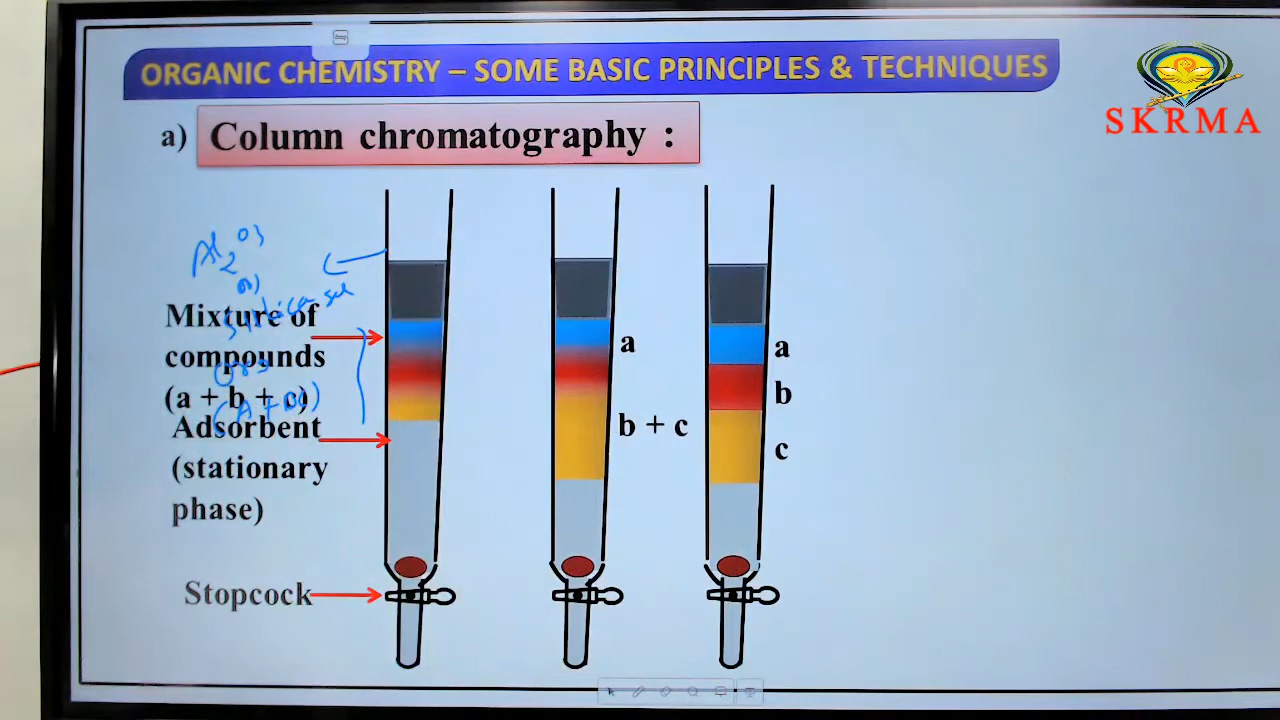 ORGANIC CHEMISTRY – SOME BASIC PRINCIPLES & TECHNIQUES
SKRMA
a) Column chromatography :
Al2O3
Mixture of
compounds
(a + b + c)
Adsorbent
(stationary
phase)
Stopcock
a
b + c
a
b
c